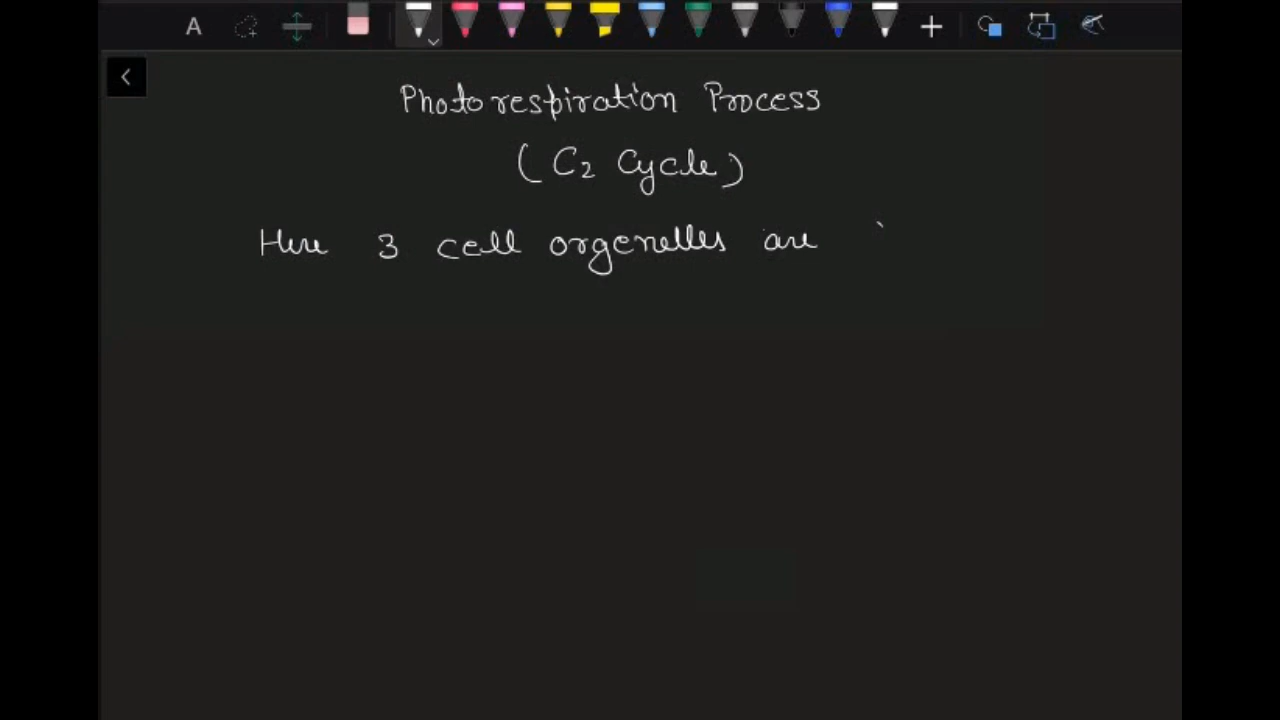 A
Photorespiration Process
(C₂ Cycle)
Here 3 cell orgenelles are